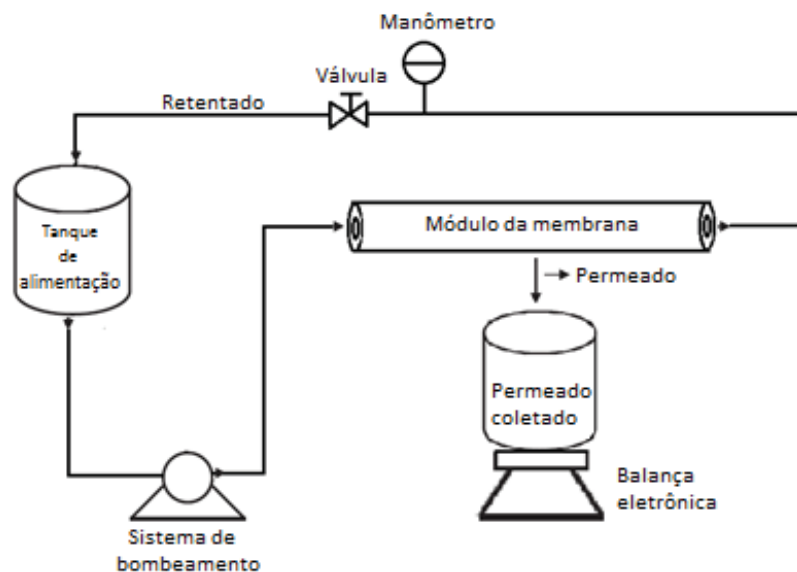 Manômetro
Válvula
Retentado
Tanque
de
alimentação
Módulo da membrana
Permeado
Permeado
coletado
Balança
eletrônica
Sistema de
bombeamento